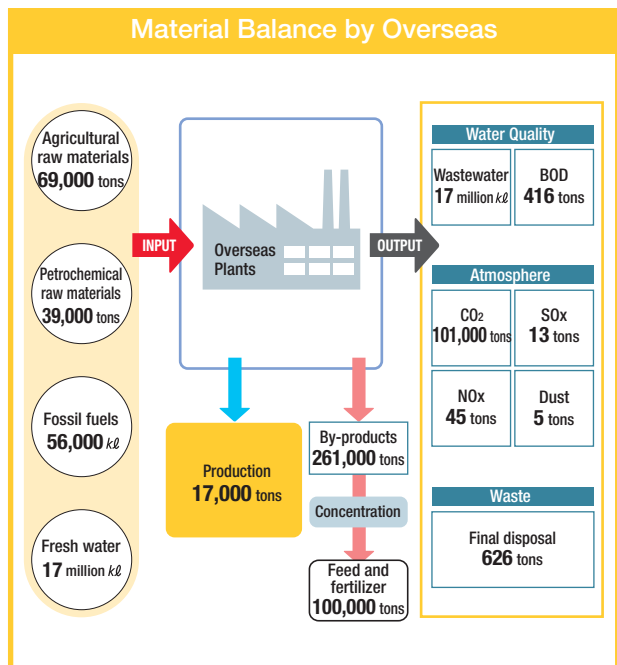 Material Balance by Overseas
Agricultural
raw materials
69,000 tons
Petrochemical
raw materials
39,000 tons
Fossil fuels
56,000 kℓ
Fresh water
17 million kℓ
INPUT
Overseas
Plants
OUTPUT
Production
17,000 tons
By-products
261,000 tons
Concentration
Feed and
fertilizer
100,000 tons
Water Quality
Wastewater
17 million kℓ
BOD
416 tons
Atmosphere
CO2
101,000 tons
SOx
13 tons
NOx
45 tons
Dust
5 tons
Waste
Final disposal
626 tons